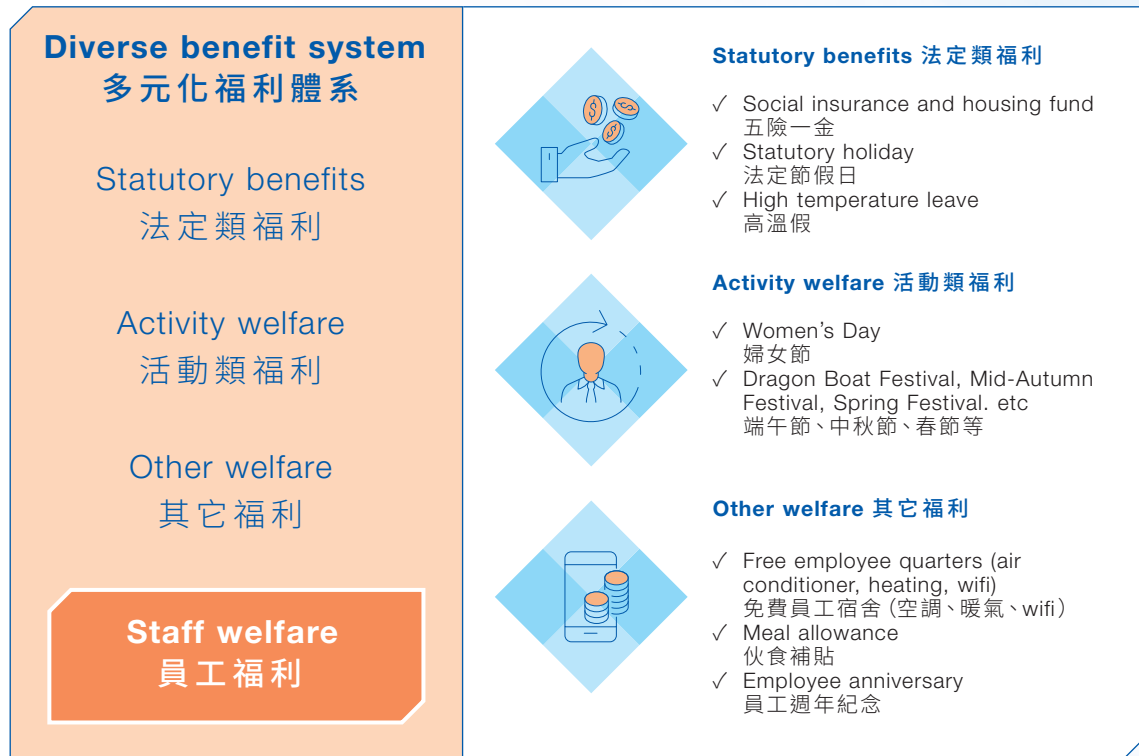 Diverse benefit system
多元化福利體系
Statutory benefits
法定類福利
Activity welfare
活動類福利
Other welfare
其它福利
Staff welfare
員工福利
Statutory benefits 法定類福利
✓ Social insurance and housing fund
五險一金
✓ Statutory holiday
法定節假日
✓ High temperature leave
高溫假
Activity welfare 活動類福利
✓ Women's Day
婦女節
✓ Dragon Boat Festival, Mid-Autumn
Festival, Spring Festival. etc
端午節、中秋節、春節等
Other welfare 其它福利
✓ Free employee quarters (air
conditioner, heating, wifi)
免費員工宿舍（空調、暖氣、wifi）
✓ Meal allowance
伙食補貼
✓ Employee anniversary
員工週年紀念